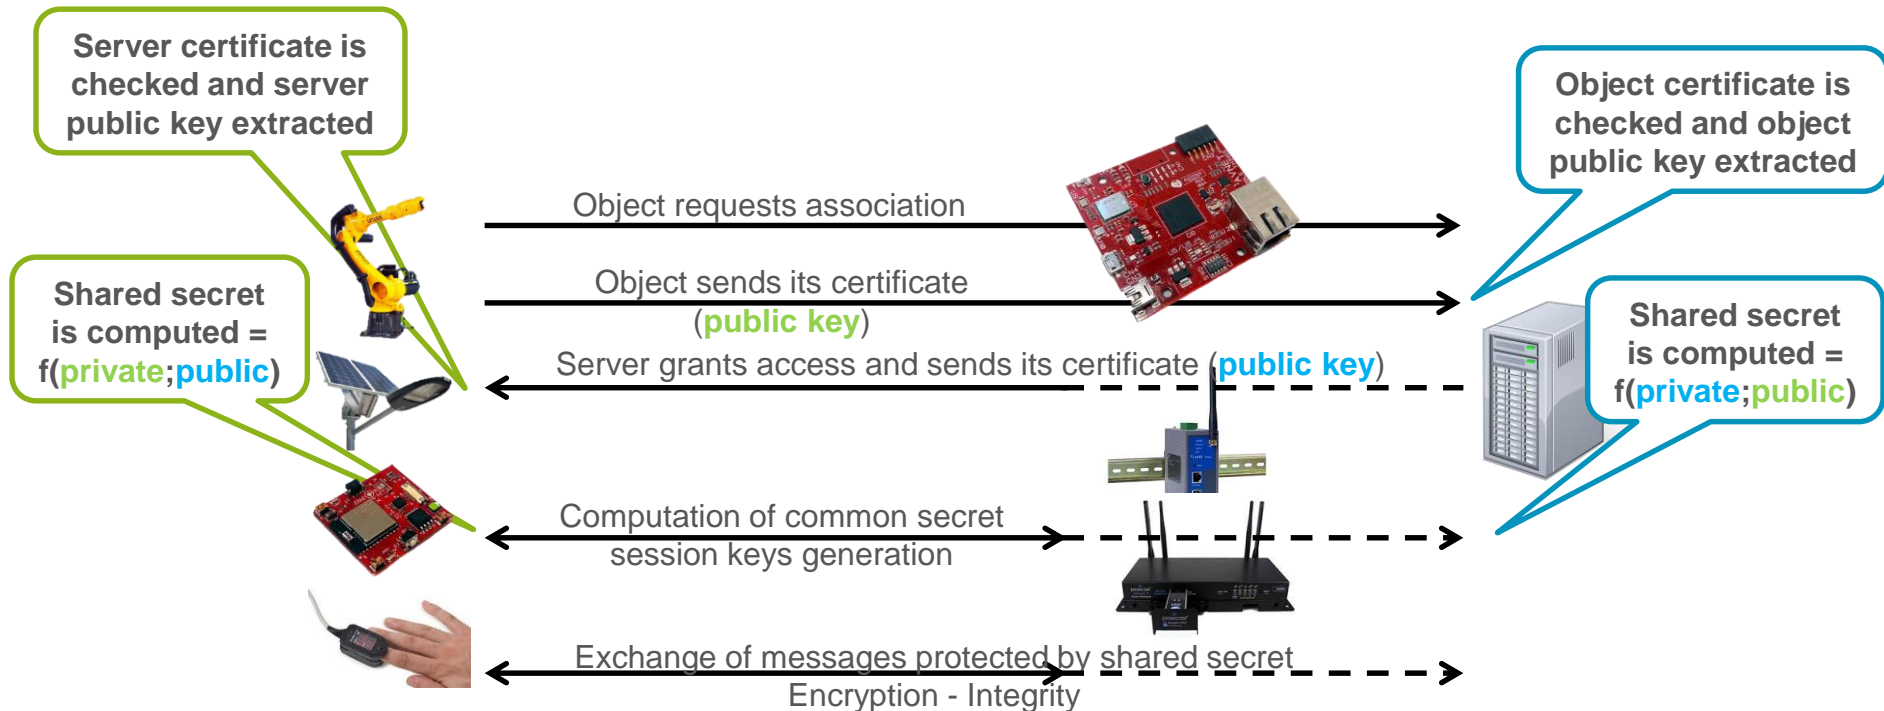 Server certificate is
checked and server
public key extracted
Object certificate is
checked and object
public key extracted
Object requests association
Object sends its certificate
(public key)
Shared secret
is computed =
f(private;public)
Shared secret
is computed =
f(private;public)
Server grants access and sends its certificate (public key)
Computation of common secret
session keys generation
Exchange of messages protected by shared secret
Encryption - Integrity